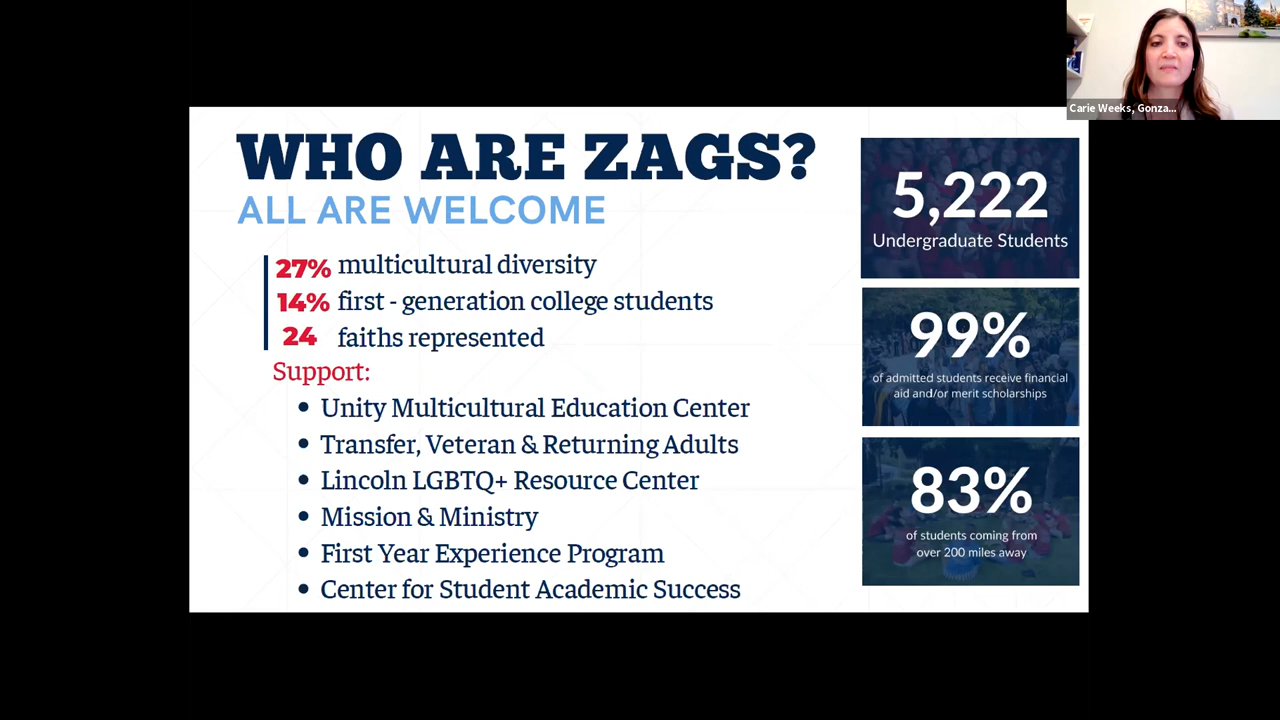 WHO ARE ZAGS?
ALL ARE WELCOME
27% multicultural diversity
14% first - generation college students
24 faiths represented
Support:
• Unity Multicultural Education Center
• Transfer, Veteran & Returning Adults
• Lincoln LGBTQ+ Resource Center
• Mission & Ministry
• First Year Experience Program
• Center for Student Academic Success
5,222
Undergraduate Students
99%
of admitted students receive financial
aid and/or merit scholarships
83%
of students coming from
over 200 miles away
Carie Weeks, Gonza...